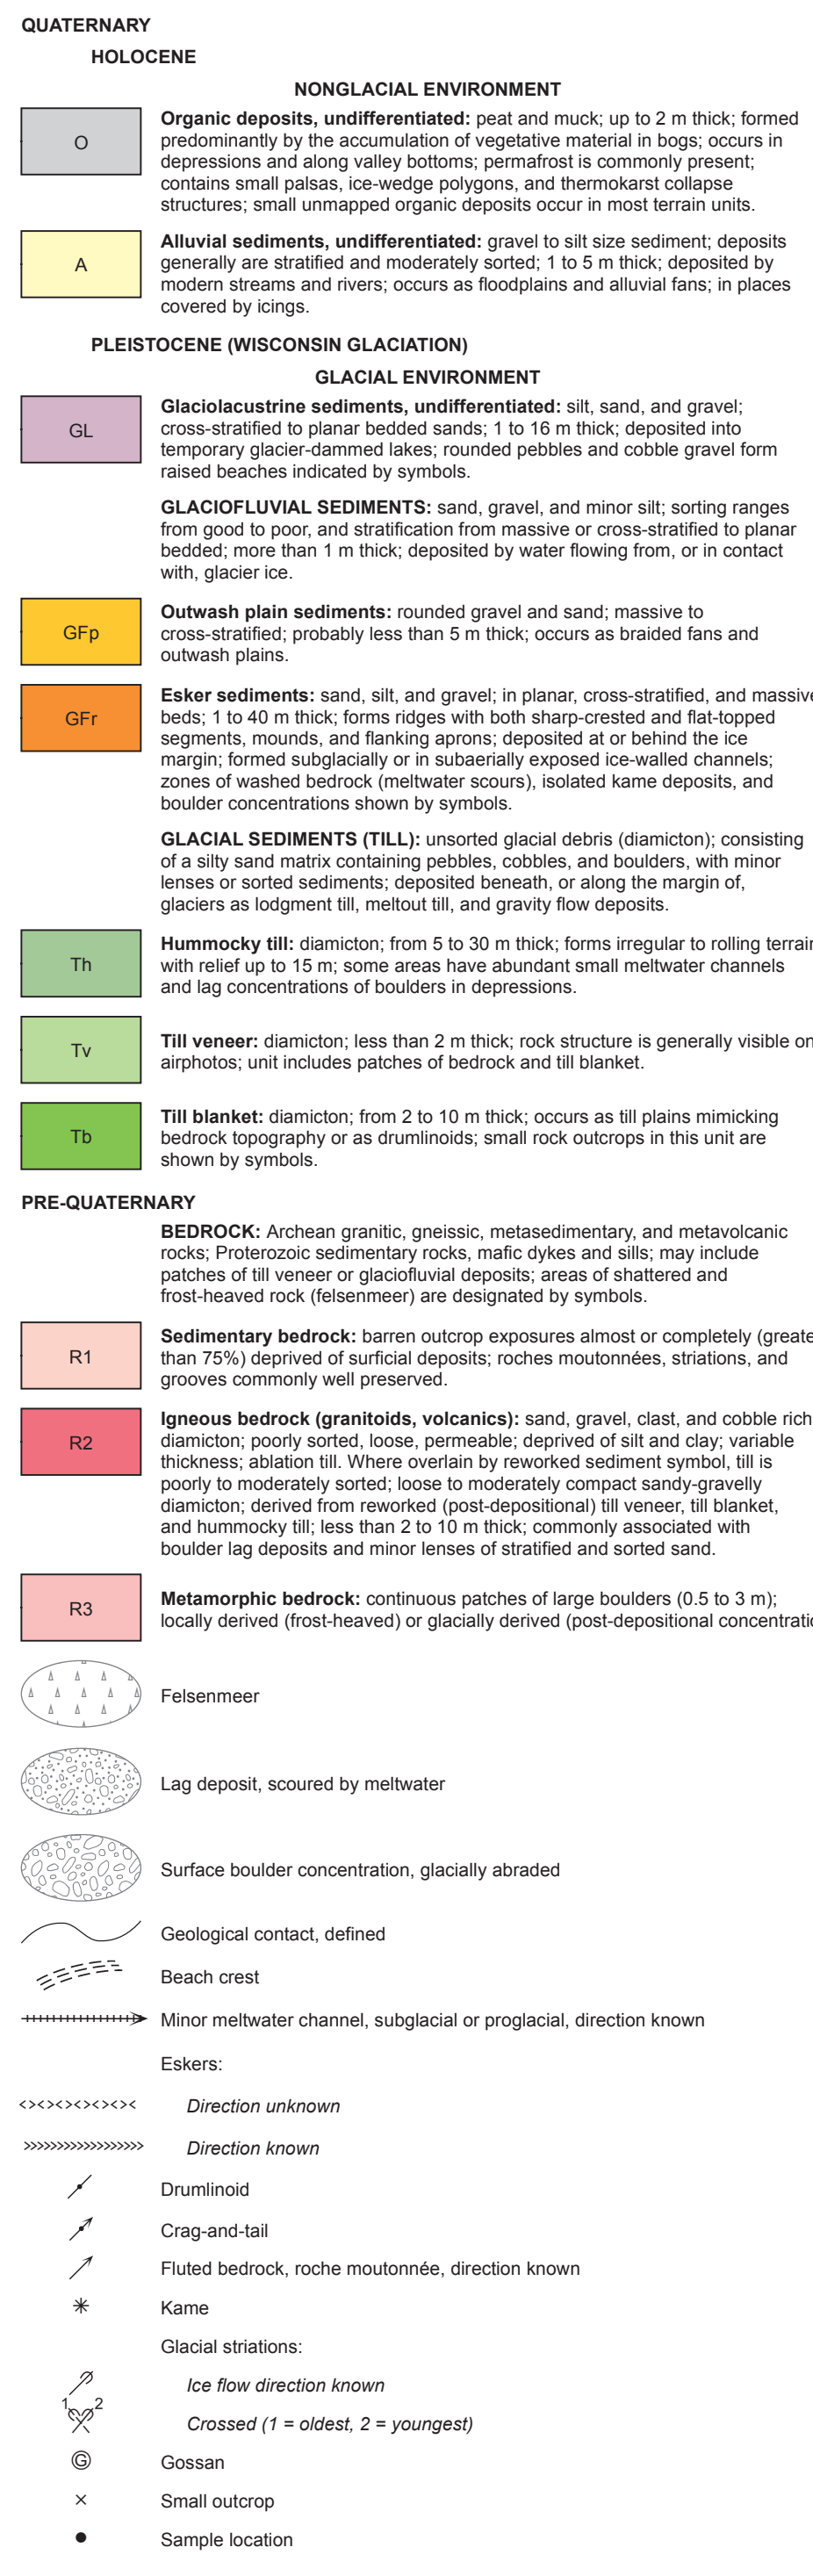 QUATERNARY
HOLOCENE
NONGLACIAL ENVIRONMENT
O
Organic deposits, undifferentiated: peat and muck; up to 2 m thick; formed
predominantly by the accumulation of vegetative material in bogs; occurs in
depressions and along valley bottoms; permafrost is commonly present;
contains small palsas, ice-wedge polygons, and thermokarst collapse
structures; small unmapped organic deposits occur in most terrain units.
A
Alluvial sediments, undifferentiated: gravel to silt size sediment; deposits
generally are stratified and moderately sorted; 1 to 5 m thick; deposited by
modern streams and rivers; occurs as floodplains and alluvial fans; in places
covered by icings.
PLEISTOCENE (WISCONSIN GLACIATION)
GLACIAL ENVIRONMENT
GL
Glaciolacustrine sediments, undifferentiated: silt, sand, and gravel;
cross-stratified to planar bedded sands; 1 to 16 m thick; deposited into
temporary glacier-dammed lakes; rounded pebbles and cobble gravel form
raised beaches indicated by symbols.
GLACIOFLUVIAL SEDIMENTS: sand, gravel, and minor silt; sorting ranges
from good to poor, and stratification from massive or cross-stratified to planar
bedded; more than 1 m thick; deposited by water flowing from, or in contact
with, glacier ice.
GFp
Outwash plain sediments: rounded gravel and sand; massive to
cross-stratified; probably less than 5 m thick; occurs as braided fans and
outwash plains.
GFr
Esker sediments: sand, silt, and gravel; in planar, cross-stratified, and massive
beds; 1 to 40 m thick; forms ridges with both sharp-crested and flat-topped
segments, mounds, and flanking aprons; deposited at or behind the ice
margin; formed subglacially or in subaerially exposed ice-walled channels;
zones of washed bedrock (meltwater scours), isolated kame deposits, and
boulder concentrations shown by symbols.
GLACIAL SEDIMENTS (TILL): unsorted glacial debris (diamicton); consisting
of a silty sand matrix containing pebbles, cobbles, and boulders, with minor
lenses or sorted sediments; deposited beneath, or along the margin of,
glaciers as lodgment till, meltout till, and gravity flow deposits.
Th
Hummocky till: diamicton; from 5 to 30 m thick; forms irregular to rolling terrain
with relief up to 15 m; some areas have abundant small meltwater channels
and lag concentrations of boulders in depressions.
Tv
Till veneer: diamicton; less than 2 m thick; rock structure is generally visible on
airphotos; unit includes patches of bedrock and till blanket.
Tb
Till blanket: diamicton; from 2 to 10 m thick; occurs as till plains mimicking
bedrock topography or as drumlinoids; small rock outcrops in this unit are
shown by symbols.
PRE-QUATERNARY
BEDROCK: Archean granitic, gneissic, metasedimentary, and metavolcanic
rocks; Proterozoic sedimentary rocks, mafic dykes and sills; may include
patches of till veneer or glaciofluvial deposits; areas of shattered and
frost-heaved rock (felsenmeer) are designated by symbols.
R1
Sedimentary bedrock: barren outcrop exposures almost or completely (greate
than 75%) deprived of surficial deposits; roches moutonnées, striations, and
grooves commonly well preserved.
R2
Igneous bedrock (granitoids, volcanics): sand, gravel, clast, and cobble rich
diamicton; poorly sorted, loose, permeable; deprived of silt and clay; variable
thickness; ablation till. Where overlain by reworked sediment symbol, till is
poorly to moderately sorted; loose to moderately compact sandy-gravelly
diamicton; derived from reworked (post-depositional) till veneer, till blanket,
and hummocky till; less than 2 to 10 m thick; commonly associated with
boulder lag deposits and minor lenses of stratified and sorted sand.
R3
Metamorphic bedrock: continuous patches of large boulders (0.5 to 3 m);
locally derived (frost-heaved) or glacially derived (post-depositional concentratio
Felsenmeer
Lag deposit, scoured by meltwater
Surface boulder concentration, glacially abraded
Geological contact, defined
Beach crest
Minor meltwater channel, subglacial or proglacial, direction known
Eskers:
Direction unknown
Direction known
Drumlinoid
Crag-and-tail
Fluted bedrock, roche moutonnée, direction known
Kame
Glacial striations:
Ice flow direction known
1 2
Crossed (1 = oldest, 2 = youngest)
G
Gossan
Small outcrop
Sample location